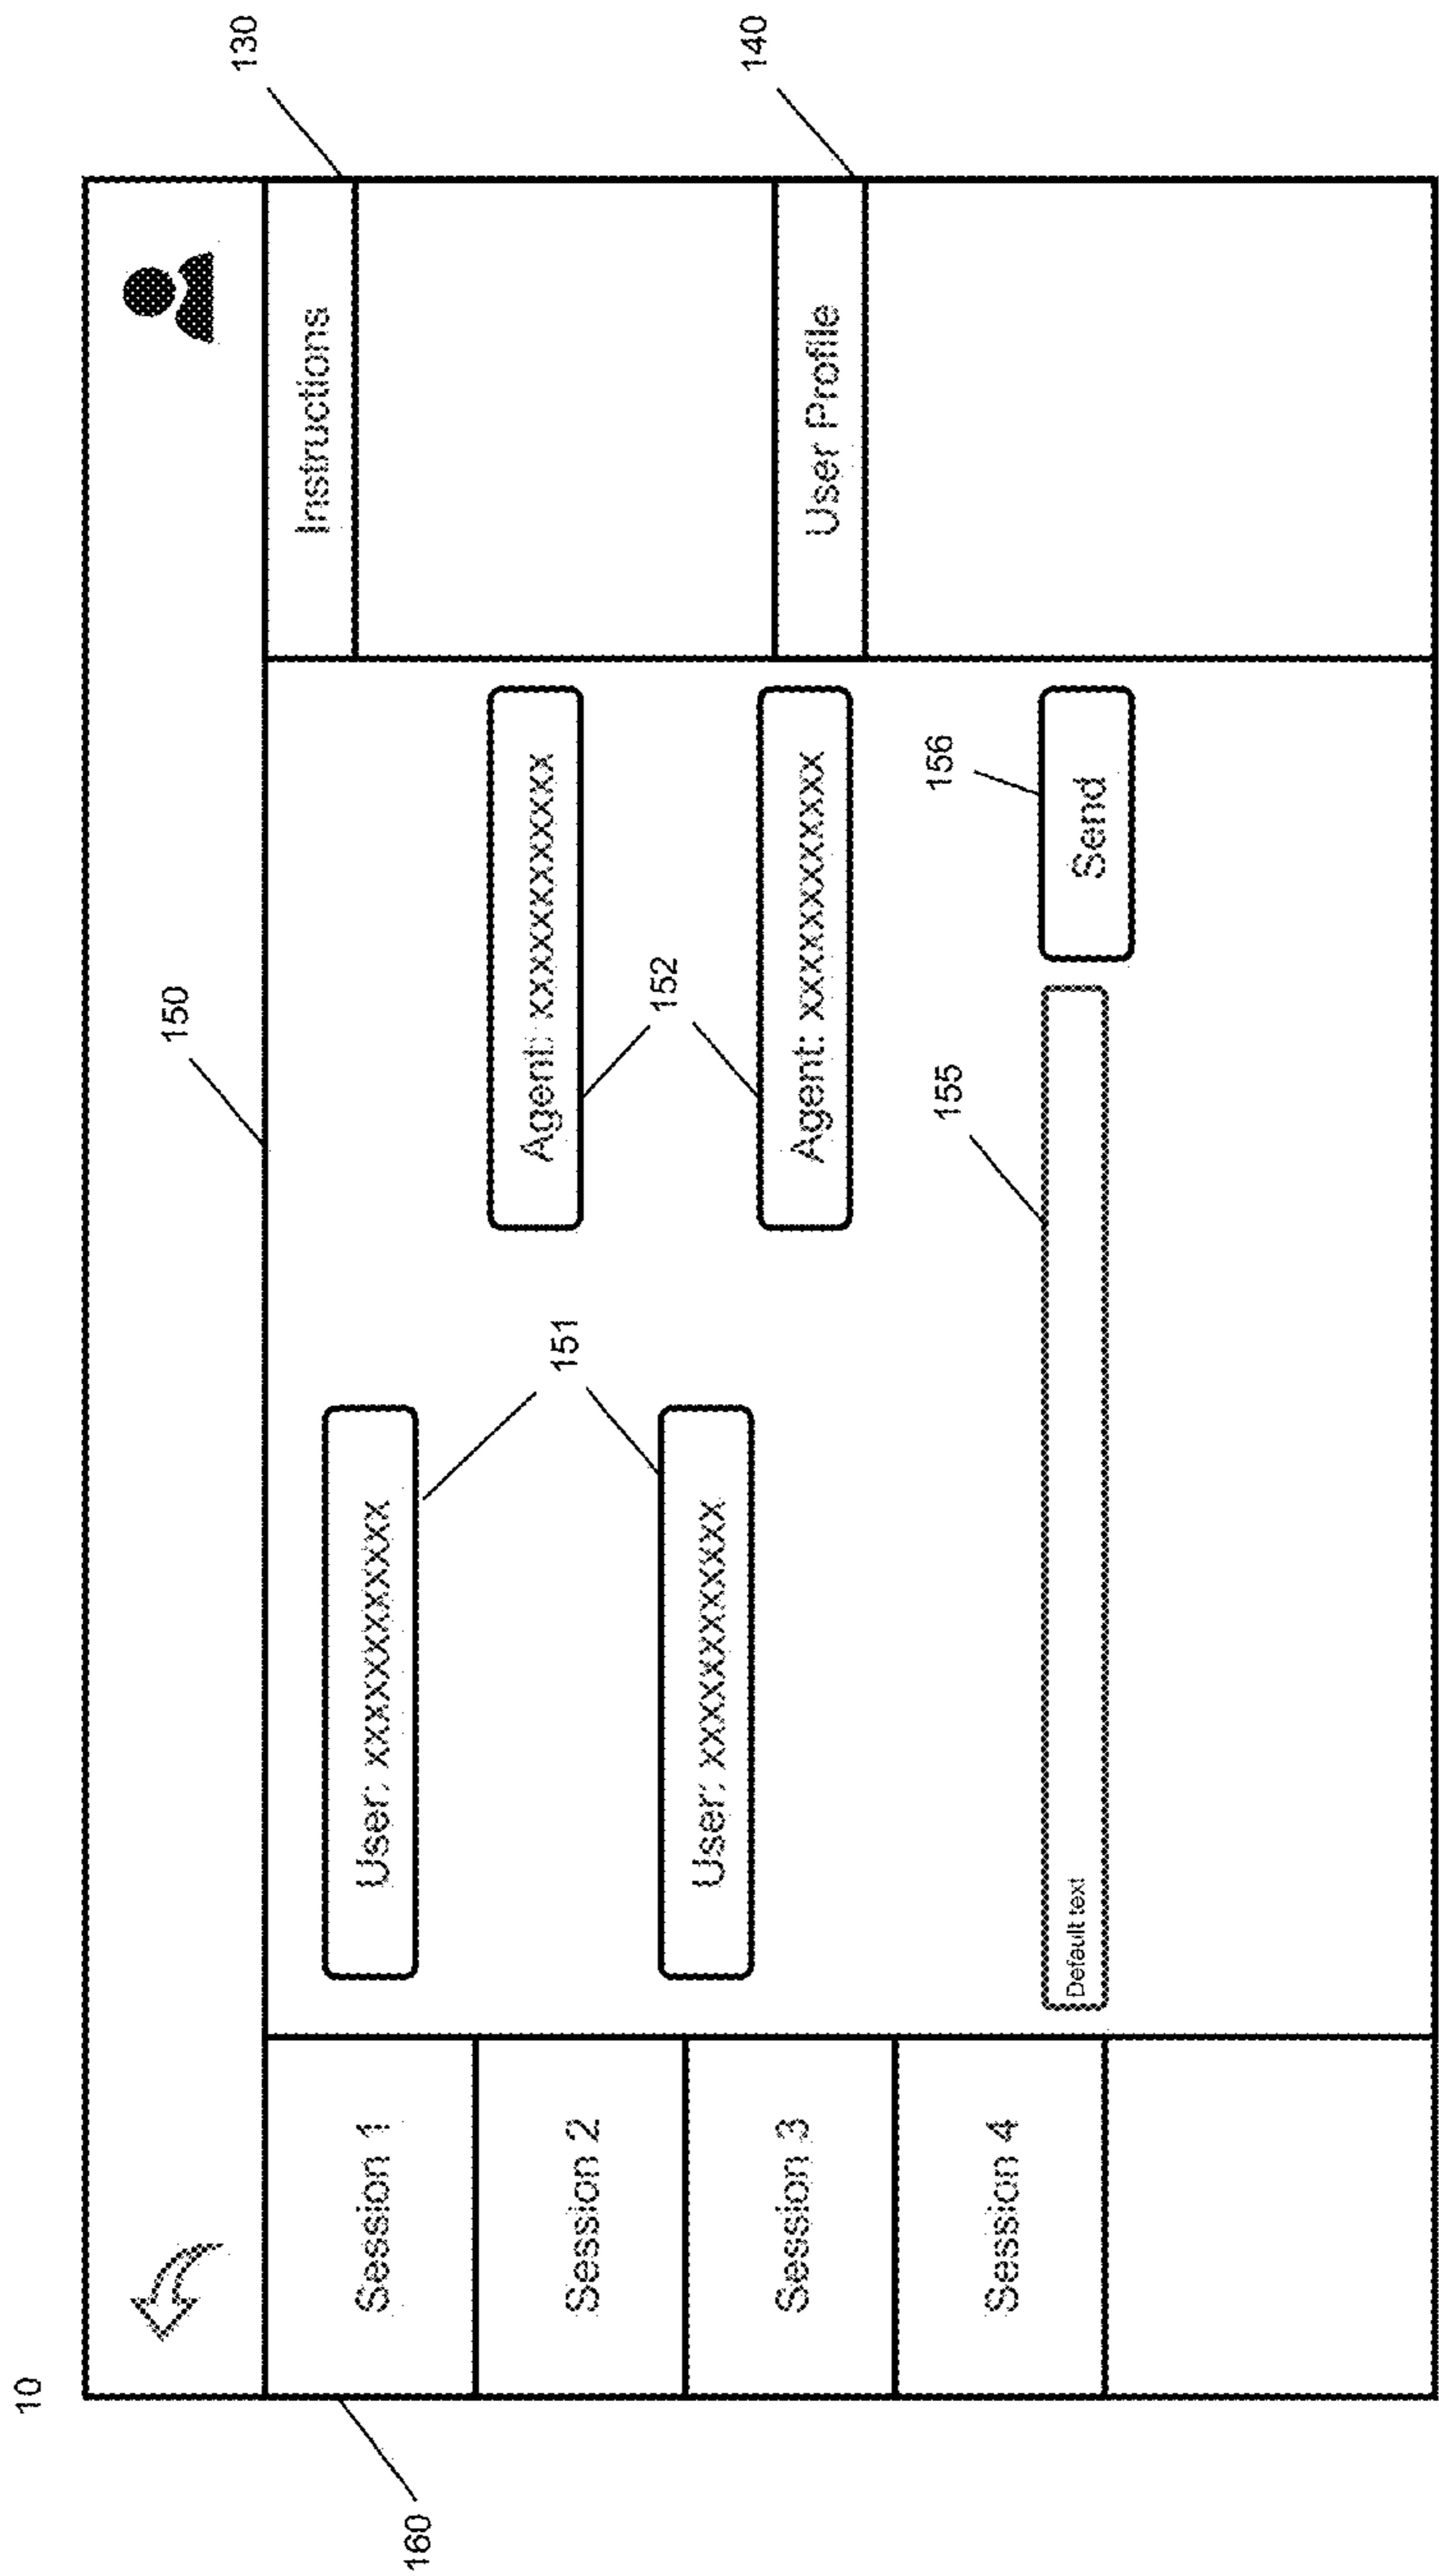 10
150
130
160
Session 1
Session 2
Session 3
Session 4
User: xxxxxxxxxxxx
151
User: xxxxxxxxxxxx
Agent: xxxxxxxxxxxx
152
Agent: xxxxxxxxxxxx
155
Default text
156
Send
Instructions
140
User Profile